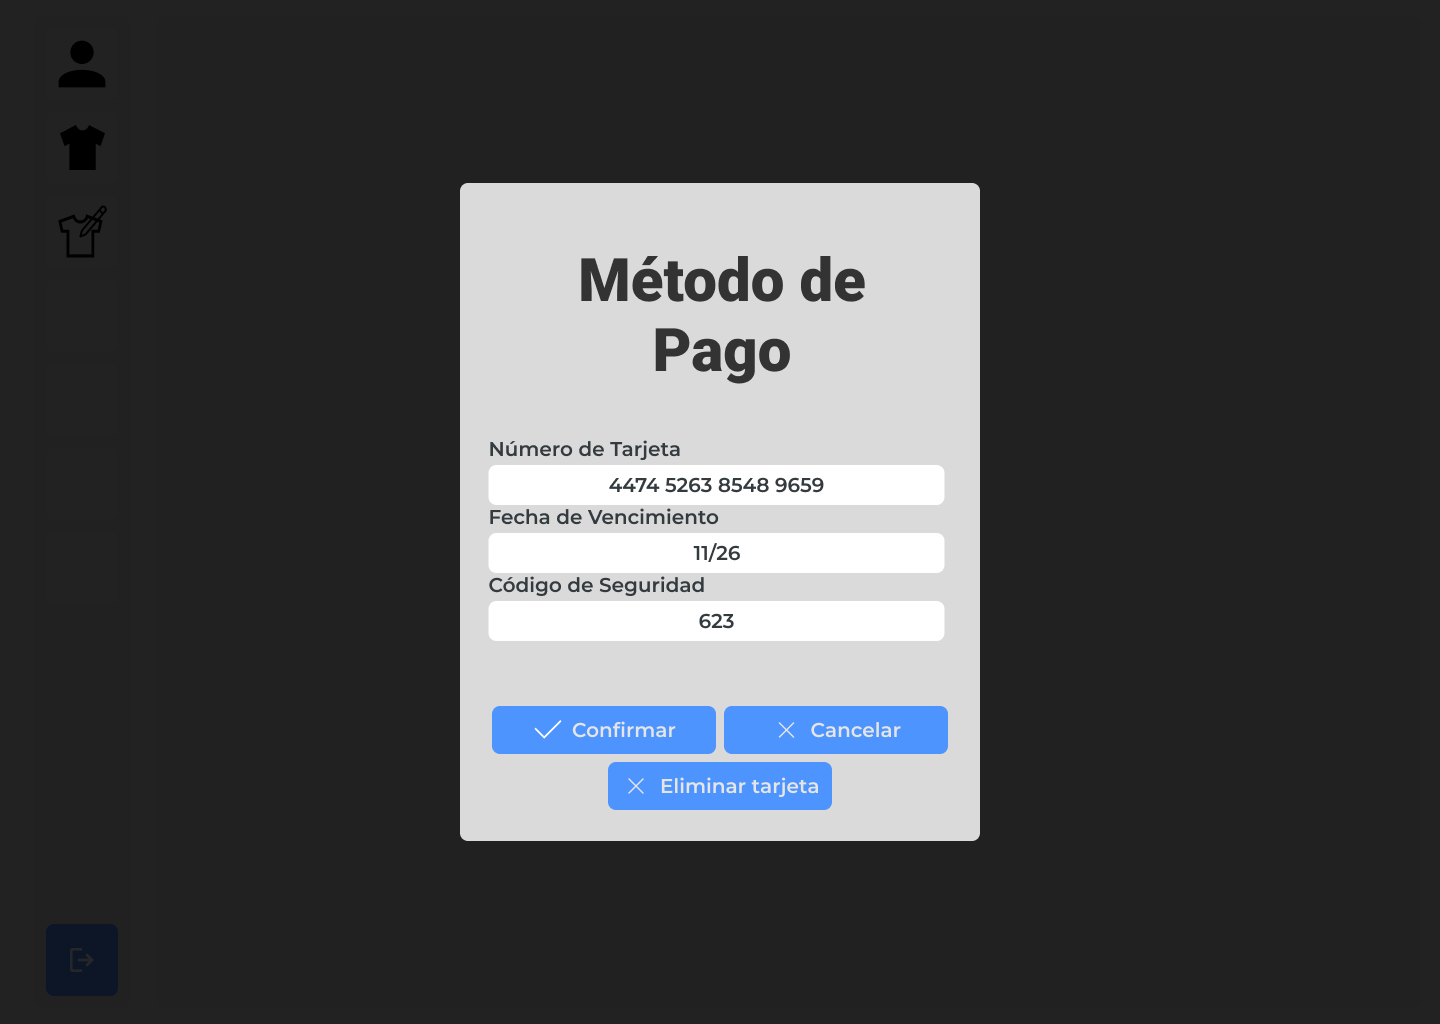 Método de
Pago
Número de Tarjeta
4474 5263 8548 9659
Fecha de Vencimiento
11/26
Código de Seguridad
623
Confirmar
Cancelar
Eliminar tarjeta